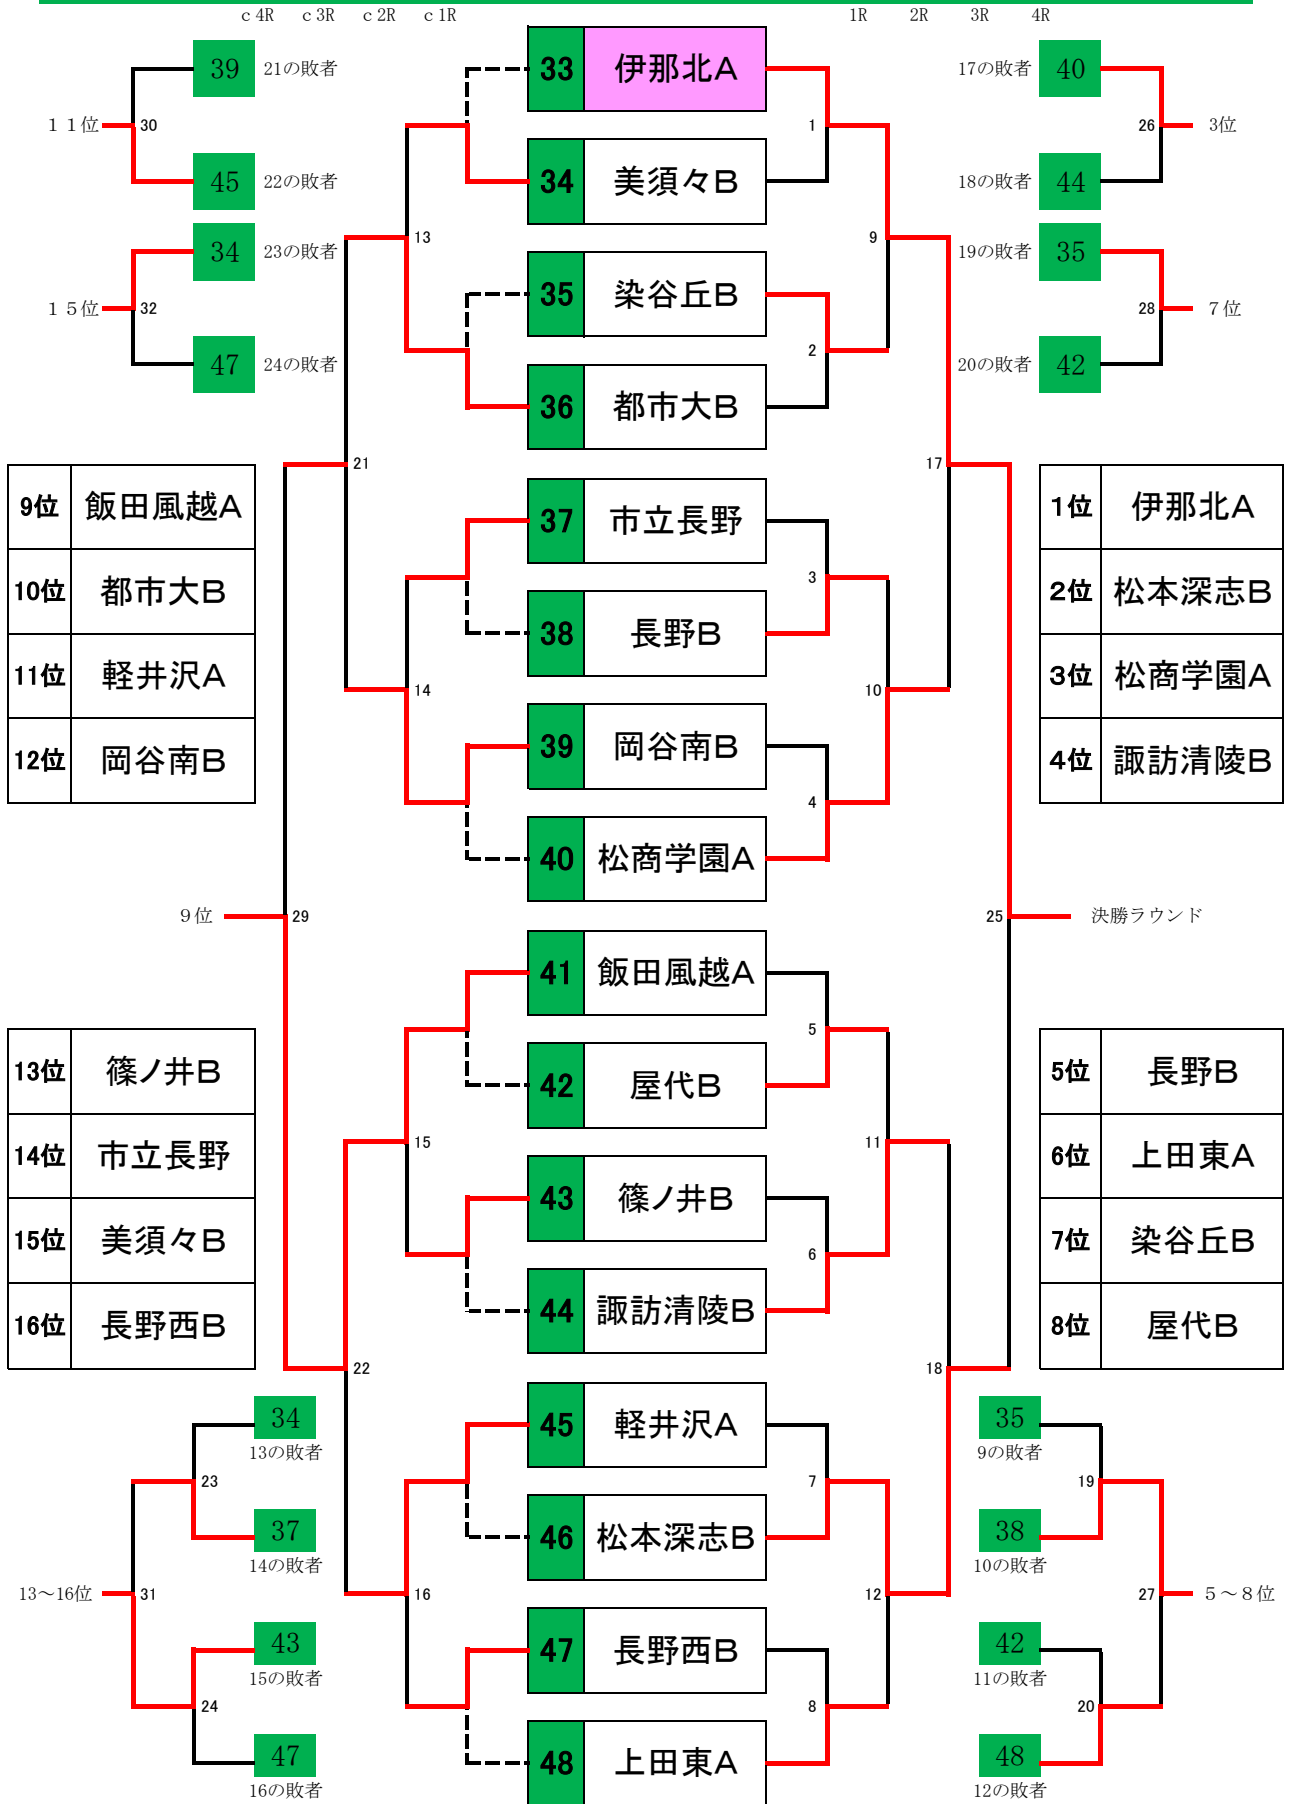 c 4R c 3R c 2R c 1R 1R 2R 3R 4R
39 21の敗者
１１位 30
45 22の敗者
34 23の敗者
１５位 32
47 24の敗者
33 伊那北A
34 美須々B
35 染谷丘B
36 都市大B
37 市立長野
38 長野B
39 岡谷南B
40 松商学園A
41 飯田風越A
42 屋代B
43 篠ノ井B
44 諏訪清陵B
45 軽井沢A
46 松本深志B
47 長野西B
48 上田東A
13
21
14
９位 29
15
22
16
1
9
2
17
3
10
4
25 決勝ラウンド
5
11
6
18
7
12
8
17の敗者 40
26 3位
18の敗者 44
19の敗者 35
28 ７位
20の敗者 42
9位 飯田風越A
10位 都市大B
11位 軽井沢A
12位 岡谷南B
13位 篠ノ井B
14位 市立長野
15位 美須々B
16位 長野西B
1位 伊那北A
2位 松本深志B
3位 松商学園A
4位 諏訪清陵B
5位 長野B
6位 上田東A
7位 染谷丘B
8位 屋代B
34
13の敗者
23
37
14の敗者
13～16位 31
43
15の敗者
24
47
16の敗者
35
9の敗者
19
38
10の敗者
27 ５～８位
42
11の敗者
20
48
12の敗者